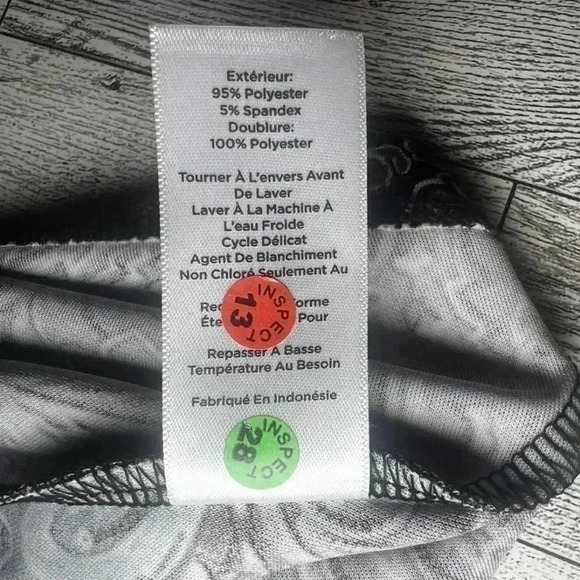 Extérieur:
95% Polyester
5% Spandex
Doublure:
100% Polyester
Tourner À L'envers Avant
De Laver
Laver À La Machine À
L'eau Froide
Cycle Délicat
Agent De Blanchiment
Non Chloré Seulement Au
Forme
Pour
Repasser À Basse
Température Au Besoin
Fabriqué En Indonésie
INSPECT
13
INSPECT
28